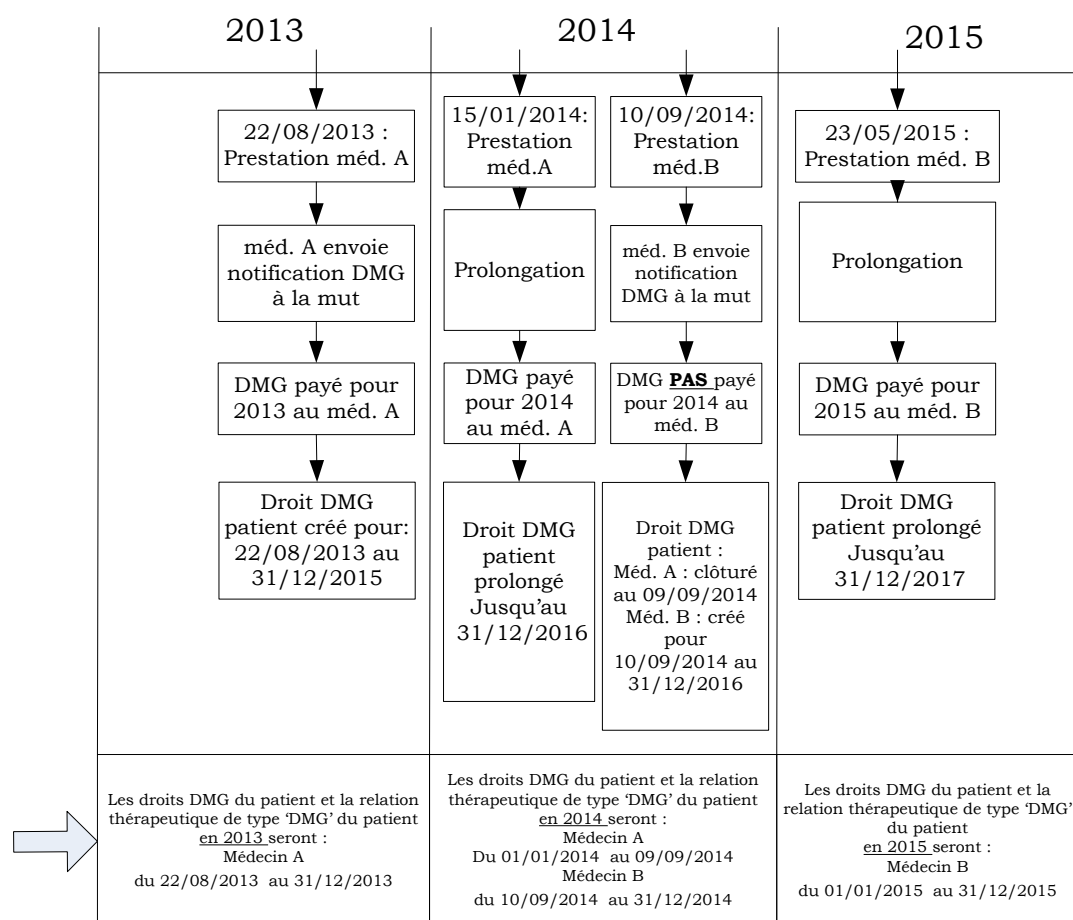 2013
22/08/2013 :
Prestation méd. A
méd. A envoie
notification DMG
à la mut
DMG payé pour
2013 au méd. A
Droit DMG
patient créé pour:
22/08/2013 au
31/12/2015
2014
15/01/2014:
Prestation
méd.A
Prolongation
DMG payé
pour 2014
au méd. A
Droit DMG
patient
prolongé
Jusqu’au
31/12/2016
10/09/2014:
Prestation
méd.B
méd. B envoie
notification
DMG à la mut
DMG PAS payé
pour 2014 au
méd. B
Droit DMG
patient :
Méd. A : clôturé
au 09/09/2014
Méd. B : créé
pour
10/09/2014 au
31/12/2016
2015
23/05/2015 :
Prestation méd. B
Prolongation
DMG payé pour
2015 au méd. B
Droit DMG
patient prolongé
Jusqu’au
31/12/2017
Les droits DMG du patient et la relation
thérapeutique de type ‘DMG’ du patient
en 2013 seront :
Médecin A
du 22/08/2013 au 31/12/2013
Les droits DMG du patient et la relation
thérapeutique de type ‘DMG’ du patient
en 2014 seront :
Médecin A
Du 01/01/2014 au 09/09/2014
Médecin B
du 10/09/2014 au 31/12/2014
Les droits DMG du patient et la
relation thérapeutique de type ‘DMG’
du patient
en 2015 seront :
Médecin B
du 01/01/2015 au 31/12/2015